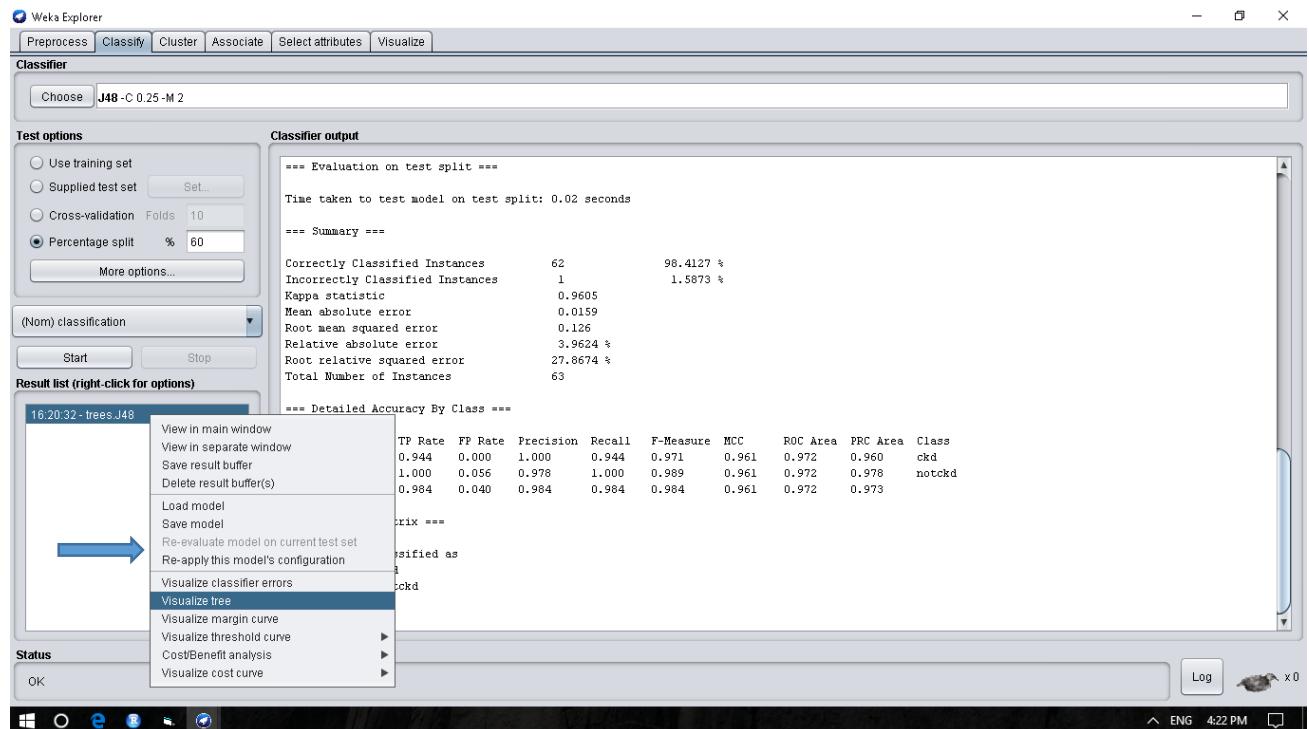 Weka Explorer
Preprocess Classify Cluster Associate Select attributes Visualize
Classifier
Choose J48 -C 0.25 -M 2
Test options
Use training set
Supplied test set Set...
Cross-validation Folds 10
Percentage split % 60
More options...
(Nom) classification
Start Stop
Result list (right-click for options)
16:20:32 - trees.J48
Classifier output
=== Evaluation on test split ===
Time taken to test model on test split: 0.02 seconds
=== Summary ===
Correctly Classified Instances 62 98.4127 %
Incorrectly Classified Instances 1 1.5873 %
Kappa statistic 0.9605
Mean absolute error 0.0159
Root mean squared error 0.126
Relative absolute error 3.9624 %
Root relative squared error 27.8674 %
Total Number of Instances 63
=== Detailed Accuracy By Class ===
TP Rate FP Rate Precision Recall F-Measure MCC ROC Area PRC Area Class
0.944 0.000 1.000 0.944 0.971 0.961 0.972 0.960 ckd
1.000 0.056 0.978 1.000 0.989 0.961 0.972 0.978 notckd
0.984 0.040 0.984 0.984 0.984 0.961 0.972 0.973
trix ===
ssified as
tckd
View in main window
View in separate window
Save result buffer
Delete result buffer(s)
Load model
Save model
Re-evaluate model on current test set
Re-apply this model's configuration
Visualize classifier errors
Visualize tree
Visualize margin curve
Visualize threshold curve
Cost/Benefit analysis
Visualize cost curve
Status
OK
Log x 0
ENG 4:22 PM